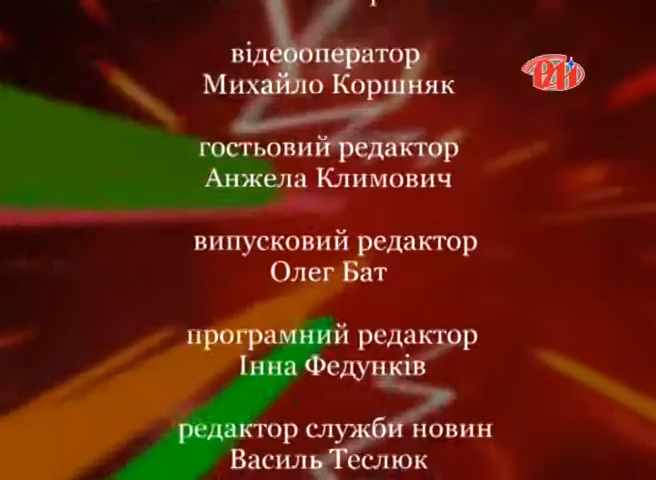 відеооператор
Михайло Коршняк
гостьовий редактор
Анжела Климович
випусковий редактор
Олег Бат
програмний редактор
Інна Федунків
редактор служби новин
Василь Теслюк